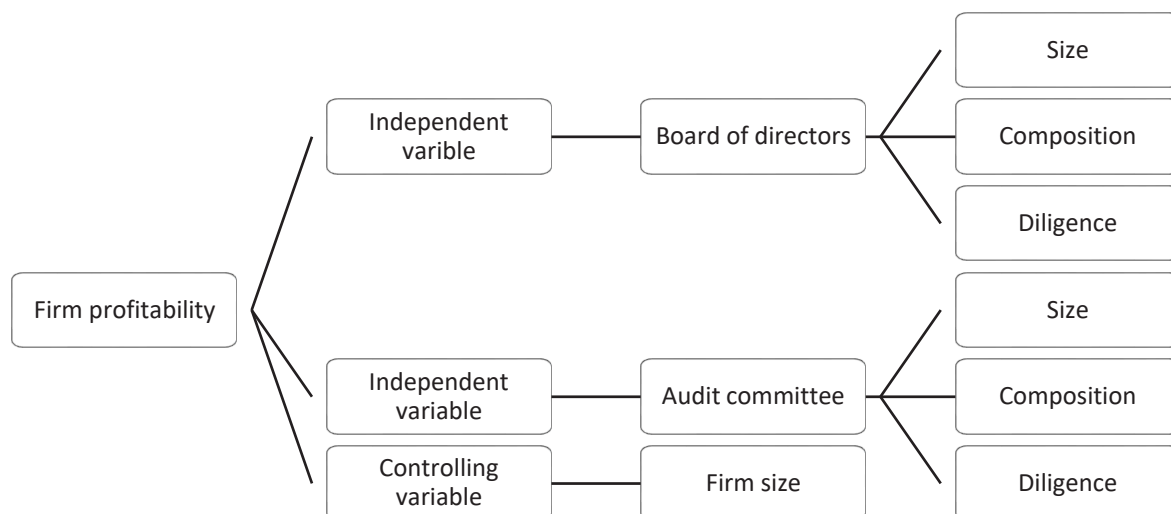 Size
Independent
varible
Board of directors
Composition
Diligence
Firm profitability
Size
Independent
variable
Audit committee
Composition
Controlling
variable
Firm size
Diligence